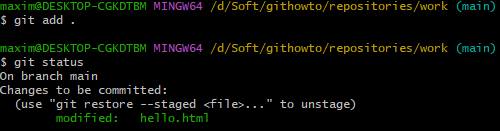 maxim@DESKTOP-CGKDTBM MINGW64 /d/Soft/githowto/repositories/work (main)
$ git add .
maxim@DESKTOP-CGKDTBM MINGW64 /d/Soft/githowto/repositories/work (main)
$ git status
On branch main
Changes to be committed:
  (use "git restore --staged <file>..." to unstage)
        modified:   hello.html